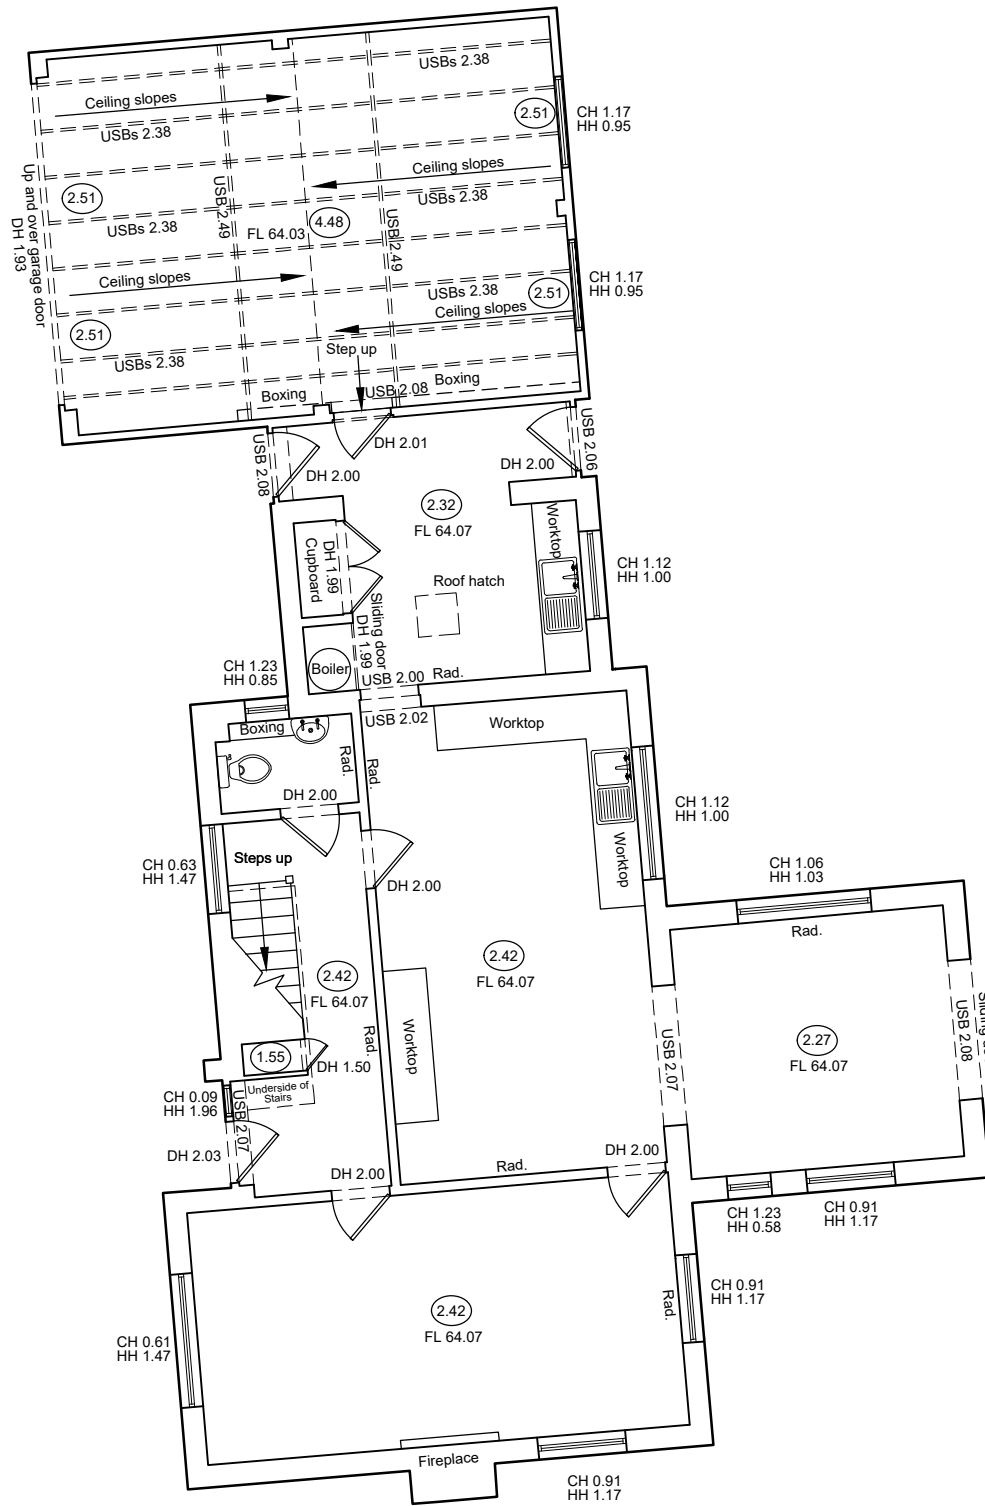 USBs 2.38
Ceiling slopes
2.51
CH 1.17
HH 0.95
USBs 2.38
Ceiling slopes
2.51
USBs 2.38
Up and over garage door
DH 1.93
USB 2.49
4.48
FL 64.03
USB 2.49
USBs 2.38
Ceiling slopes
USBs 2.38
2.51
CH 1.17
HH 0.95
Ceiling slopes
2.51
Step up
USBs 2.38
Boxing
USB 2.08
Boxing
USB 2.08
DH 2.00
DH 2.01
DH 2.00
USB 2.06
2.32
FL 64.07
Worktop
DH 1.99
Cupboard
CH 1.12
HH 1.00
Roof hatch
Sliding door
DH 1.99
Boiler
CH 1.23
HH 0.85
USB 2.00
Rad.
USB 2.02
Worktop
Boxing
Rad.
Rad.
DH 2.00
CH 1.12
HH 1.00
Steps up
CH 0.63
HH 1.47
DH 2.00
Worktop
CH 1.06
HH 1.03
Rad.
2.42
FL 64.07
2.42
FL 64.07
Rad.
Worktop
1.55
DH 1.50
Underside of
Stairs
CH 0.09
HH 1.96
USB 2.07
DH 2.03
USB 2.07
2.27
FL 64.07
USB 2.08
Sliding
DH 2.00
Rad.
DH 2.00
CH 1.23
HH 0.58
CH 0.91
HH 1.17
CH 0.91
HH 1.17
Rad.
2.42
FL 64.07
CH 0.61
HH 1.47
Fireplace
CH 0.91
HH 1.17